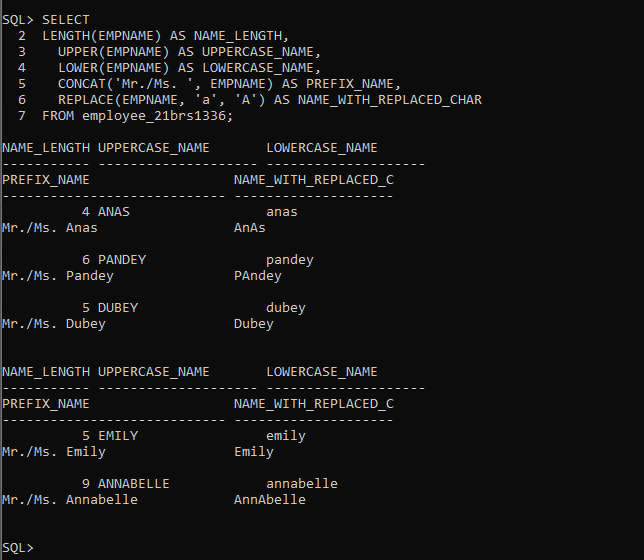 SQL> SELECT
  2  LENGTH(EMPNAME) AS NAME_LENGTH,
  3    UPPER(EMPNAME) AS UPPERCASE_NAME,
  4    LOWER(EMPNAME) AS LOWERCASE_NAME,
  5    CONCAT('Mr./Ms. ', EMPNAME) AS PREFIX_NAME,
  6    REPLACE(EMPNAME, 'a', 'A') AS NAME_WITH_REPLACED_CHAR
  7  FROM employee_21brs1336;

NAME_LENGTH UPPERCASE_NAME       LOWERCASE_NAME
----------- -------------------- --------------------
PREFIX_NAME                  NAME_WITH_REPLACED_C
---------------------------- --------------------
          4 ANAS                 anas
Mr./Ms. Anas                 AnAs

          6 PANDEY               pandey
Mr./Ms. Pandey               PAndey

          5 DUBEY                dubey
Mr./Ms. Dubey                Dubey


NAME_LENGTH UPPERCASE_NAME       LOWERCASE_NAME
----------- -------------------- --------------------
PREFIX_NAME                  NAME_WITH_REPLACED_C
---------------------------- --------------------
          5 EMILY                emily
Mr./Ms. Emily                Emily

          9 ANNABELLE            annabelle
Mr./Ms. Annabelle            AnnAbelle


SQL>